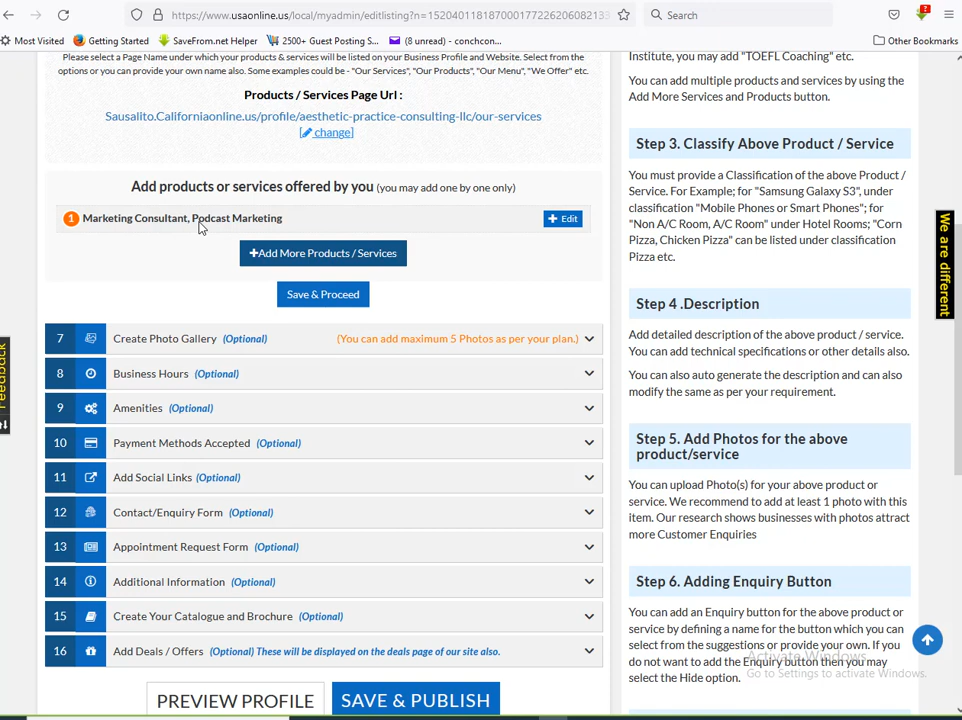 https://www.usaonline.us/local/myadmin/editlisting?n=1520401181870001772262060821
Search
?
Most Visited
Getting Started
SaveFrom.net Helper
2500+ Guest Posting S...
(8 unread) - conchcon...
Other Bookmarks
Please select a Page Name under which your products & services will be listed on your Business Profile and Website. Select from the
options or you can provide your own name also. Some examples could be - "Our Services", "Our Products", "Our Menu", "We Offer" etc.
Products / Services Page Url :
Sausalito.Californiaonline.us/profile/aesthetic-practice-consulting-llc/our-services
[ change]
Add products or services offered by you (you may add one by one only)
1 Marketing Consultant, Podcast Marketing
+ Edit
+Add More Products / Services
Save & Proceed
7 Create Photo Gallery (Optional) (You can add maximum 5 Photos as per your plan.)
8 Business Hours (Optional)
9 Amenities (Optional)
10 Payment Methods Accepted (Optional)
11 Add Social Links (Optional)
12 Contact/Enquiry Form (Optional)
13 Appointment Request Form (Optional)
14 Additional Information (Optional)
15 Create Your Catalogue and Brochure (Optional)
16 Add Deals / Offers (Optional) These will be displayed on the deals page of our site also.
PREVIEW PROFILE
SAVE & PUBLISH
Institute, you may add "TOEFL Coaching" etc.
You can add multiple products and services by using the
Add More Services and Products button.
Step 3. Classify Above Product / Service
You must provide a Classification of the above Product /
Service. For Example; for "Samsung Galaxy S3", under
classification "Mobile Phones or Smart Phones"; for
"Non A/C Room, A/C Room" under Hotel Rooms; "Corn
Pizza, Chicken Pizza" can be listed under classification
Pizza etc.
Step 4 .Description
Add detailed description of the above product / service.
You can add technical specifications or other details also.
You can also auto generate the description and can also
modify the same as per your requirement.
Step 5. Add Photos for the above
product/service
You can upload Photo(s) for your above product or
service. We recommend to add at least 1 photo with this
item. Our research shows businesses with photos attract
more Customer Enquiries
Step 6. Adding Enquiry Button
You can add an Enquiry button for the above product or
service by defining a name for the button which you can
select from the suggestions or provide your own. If you
do not want to add the Enquiry button then you may
select the Hide option.
Activate Windows
Go to Settings to activate Windows.
We are different
Feedback